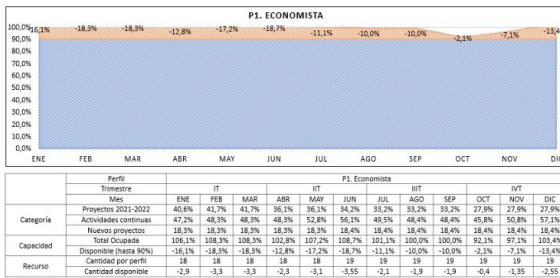 P1. ECONOMISTA
100,0%
-16,1%
-18,3%
-18,3%
-12,8%
-17,2%
-18,7%
-11,1%
-10,0%
-10,0%
-2,1%
-7,1%
-13,4
90,0%
80,0%
70,0%
60,0%
50,0%
40,0%
30,0%
20,0%
10,0%
0,0%
ENE FEB MAR ABR MAY JUN JUL AGO SEP OCT NOV DIC
Perfil P1. Economista
Trimestre IT IIT IIIT IVT
Mes ENE FEB MAR ABR MAY JUN JUL AGO SEP OCT NOV DIC
Categoría
Proyectos 2021-2022 40,6% 41,7% 41,7% 36,1% 36,1% 34,2% 33,2% 33,2% 33,2% 27,9% 27,9% 27,9%
Actividades continuas 47,2% 48,3% 48,3% 48,3% 52,8% 56,1% 49,5% 48,4% 48,4% 45,8% 50,8% 57,1%
Nuevos proyectos 18,3% 18,3% 18,3% 18,3% 18,3% 18,4% 18,4% 18,4% 18,4% 18,4% 18,4% 18,4%
Capacidad
Total Ocupada 106,1% 108,3% 108,3% 102,8% 107,2% 108,7% 101,1% 100,0% 100,0% 92,1% 97,1% 103,4%
Disponible (hasta 90%) -16,1% -18,3% -18,3% -12,8% -17,2% -18,7% -11,1% -10,0% -10,0% -2,1% -7,1% -13,4%
Recurso
Cantidad por perfil 18 18 18 18 18 19 19 19 19 19 19 19
Cantidad disponible -2,9 -3,3 -3,3 -2,3 -3,1 -3,55 -2,1 -1,9 -1,9 -0,4 -1,35 -2,55